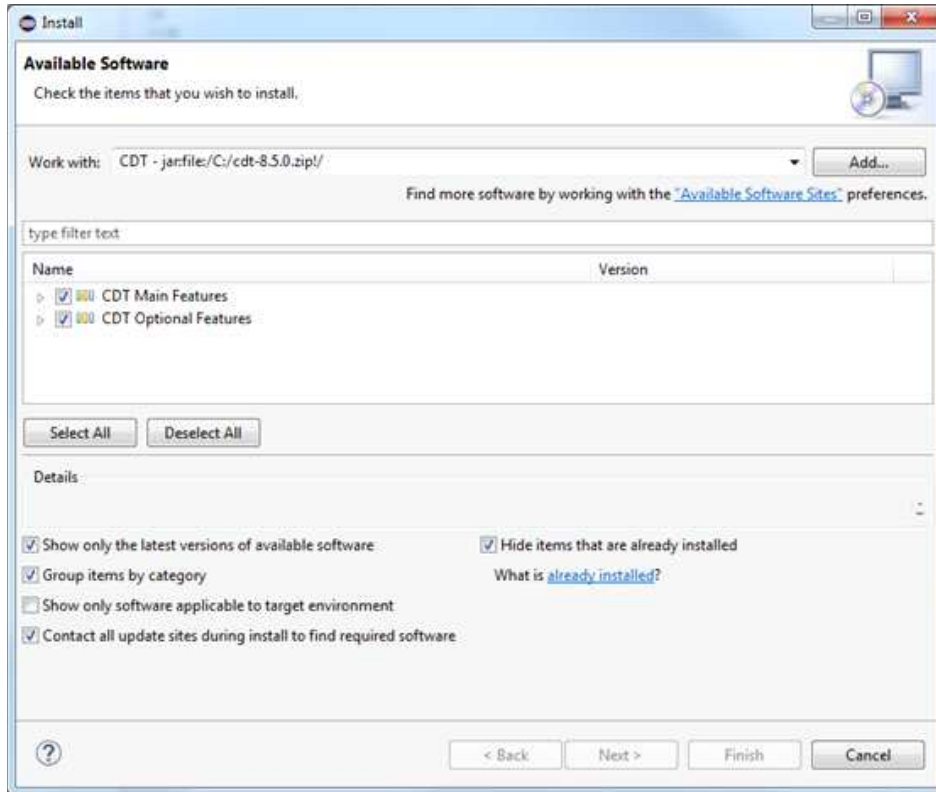 Install
Available Software
Check the items that you wish to install.
Work with: CDT - jar:file:/C:/cdt-8.5.0.zip!/ Add...
Find more software by working with the "Available Software Sites" preferences.
type filter text
Name Version
CDT Main Features
CDT Optional Features
Select All Deselect All
Details
Show only the latest versions of available software Hide items that are already installed
Group items by category What is already installed?
Show only software applicable to target environment
Contact all update sites during install to find required software
? < Back Next > Finish Cancel